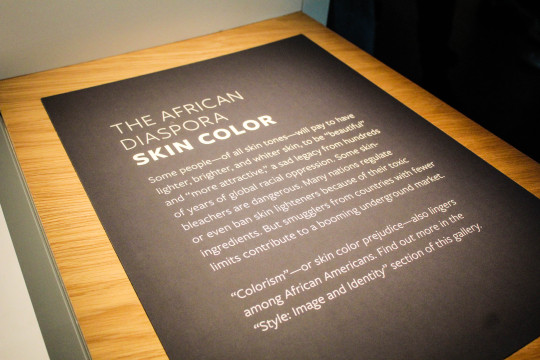 THE AFRICAN
DIASPORA
SKIN COLOR
Some people—of all skin tones—will pay to have
lighter, brighter, and whiter skin, to be “beautiful”
and “more attractive,” a sad legacy from hundreds
of years of global racial oppression. Some skin-
bleachers are dangerous. Many nations regulate
or even ban skin lighteners because of their toxic
ingredients. But smugglers from countries with fewer
limits contribute to a booming underground market.
“Colorism”—or skin color prejudice—also lingers
among African Americans. Find out more in the
“Style: Image and Identity” section of this gallery.